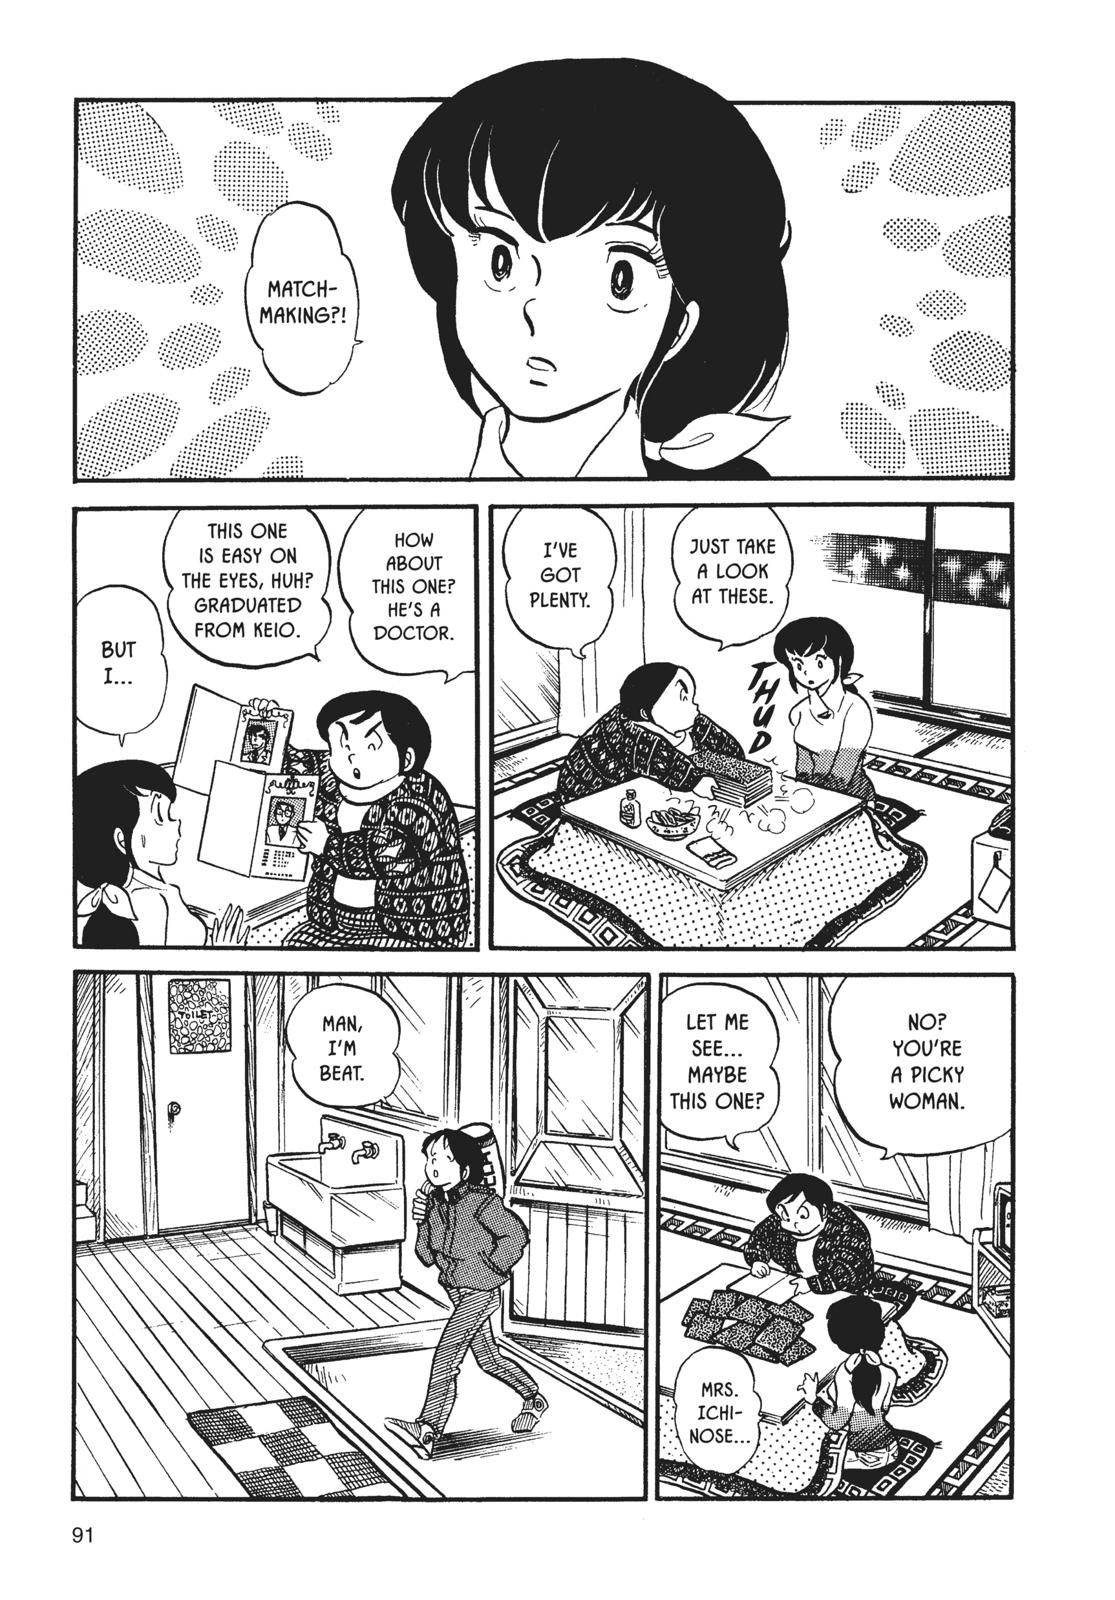 MATCH-
MAKING?!
JUST TAKE
A LOOK
AT THESE.
THUD
I'VE
GOT
PLENTY.
HOW
ABOUT
THIS ONE?
HE'S A
DOCTOR.
THIS ONE
IS EASY ON
THE EYES, HUH?
GRADUATED
FROM KEIO.
BUT
I...
NO?
YOU'RE
A PICKY
WOMAN.
LET ME
SEE...
MAYBE
THIS ONE?
MRS.
ICHI-
NOSE...
TOILET
MAN,
I'M
BEAT.
91